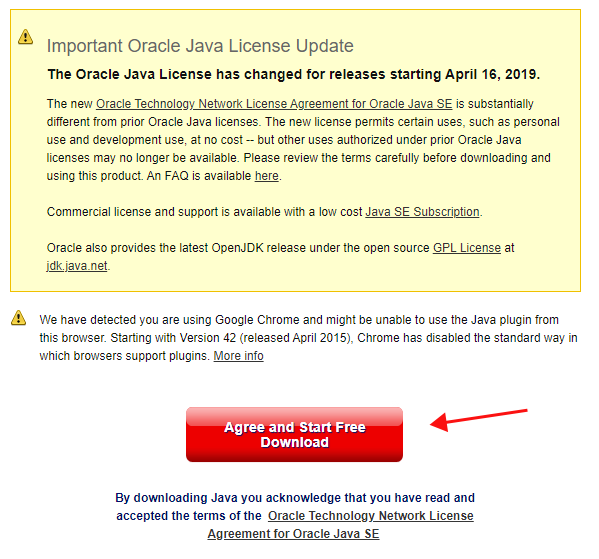 Important Oracle Java License Update
The Oracle Java License has changed for releases starting April 16, 2019.
The new Oracle Technology Network License Agreement for Oracle Java SE is substantially
different from prior Oracle Java licenses. The new license permits certain uses, such as personal
use and development use, at no cost -- but other uses authorized under prior Oracle Java
licenses may no longer be available. Please review the terms carefully before downloading and
using this product. An FAQ is available here.
Commercial license and support is available with a low cost Java SE Subscription.
Oracle also provides the latest OpenJDK release under the open source GPL License at
jdk.java.net.
We have detected you are using Google Chrome and might be unable to use the Java plugin from
this browser. Starting with Version 42 (released April 2015), Chrome has disabled the standard way in
which browsers support plugins. More info
Agree and Start Free
Download
By downloading Java you acknowledge that you have read and
accepted the terms of the Oracle Technology Network License
Agreement for Oracle Java SE